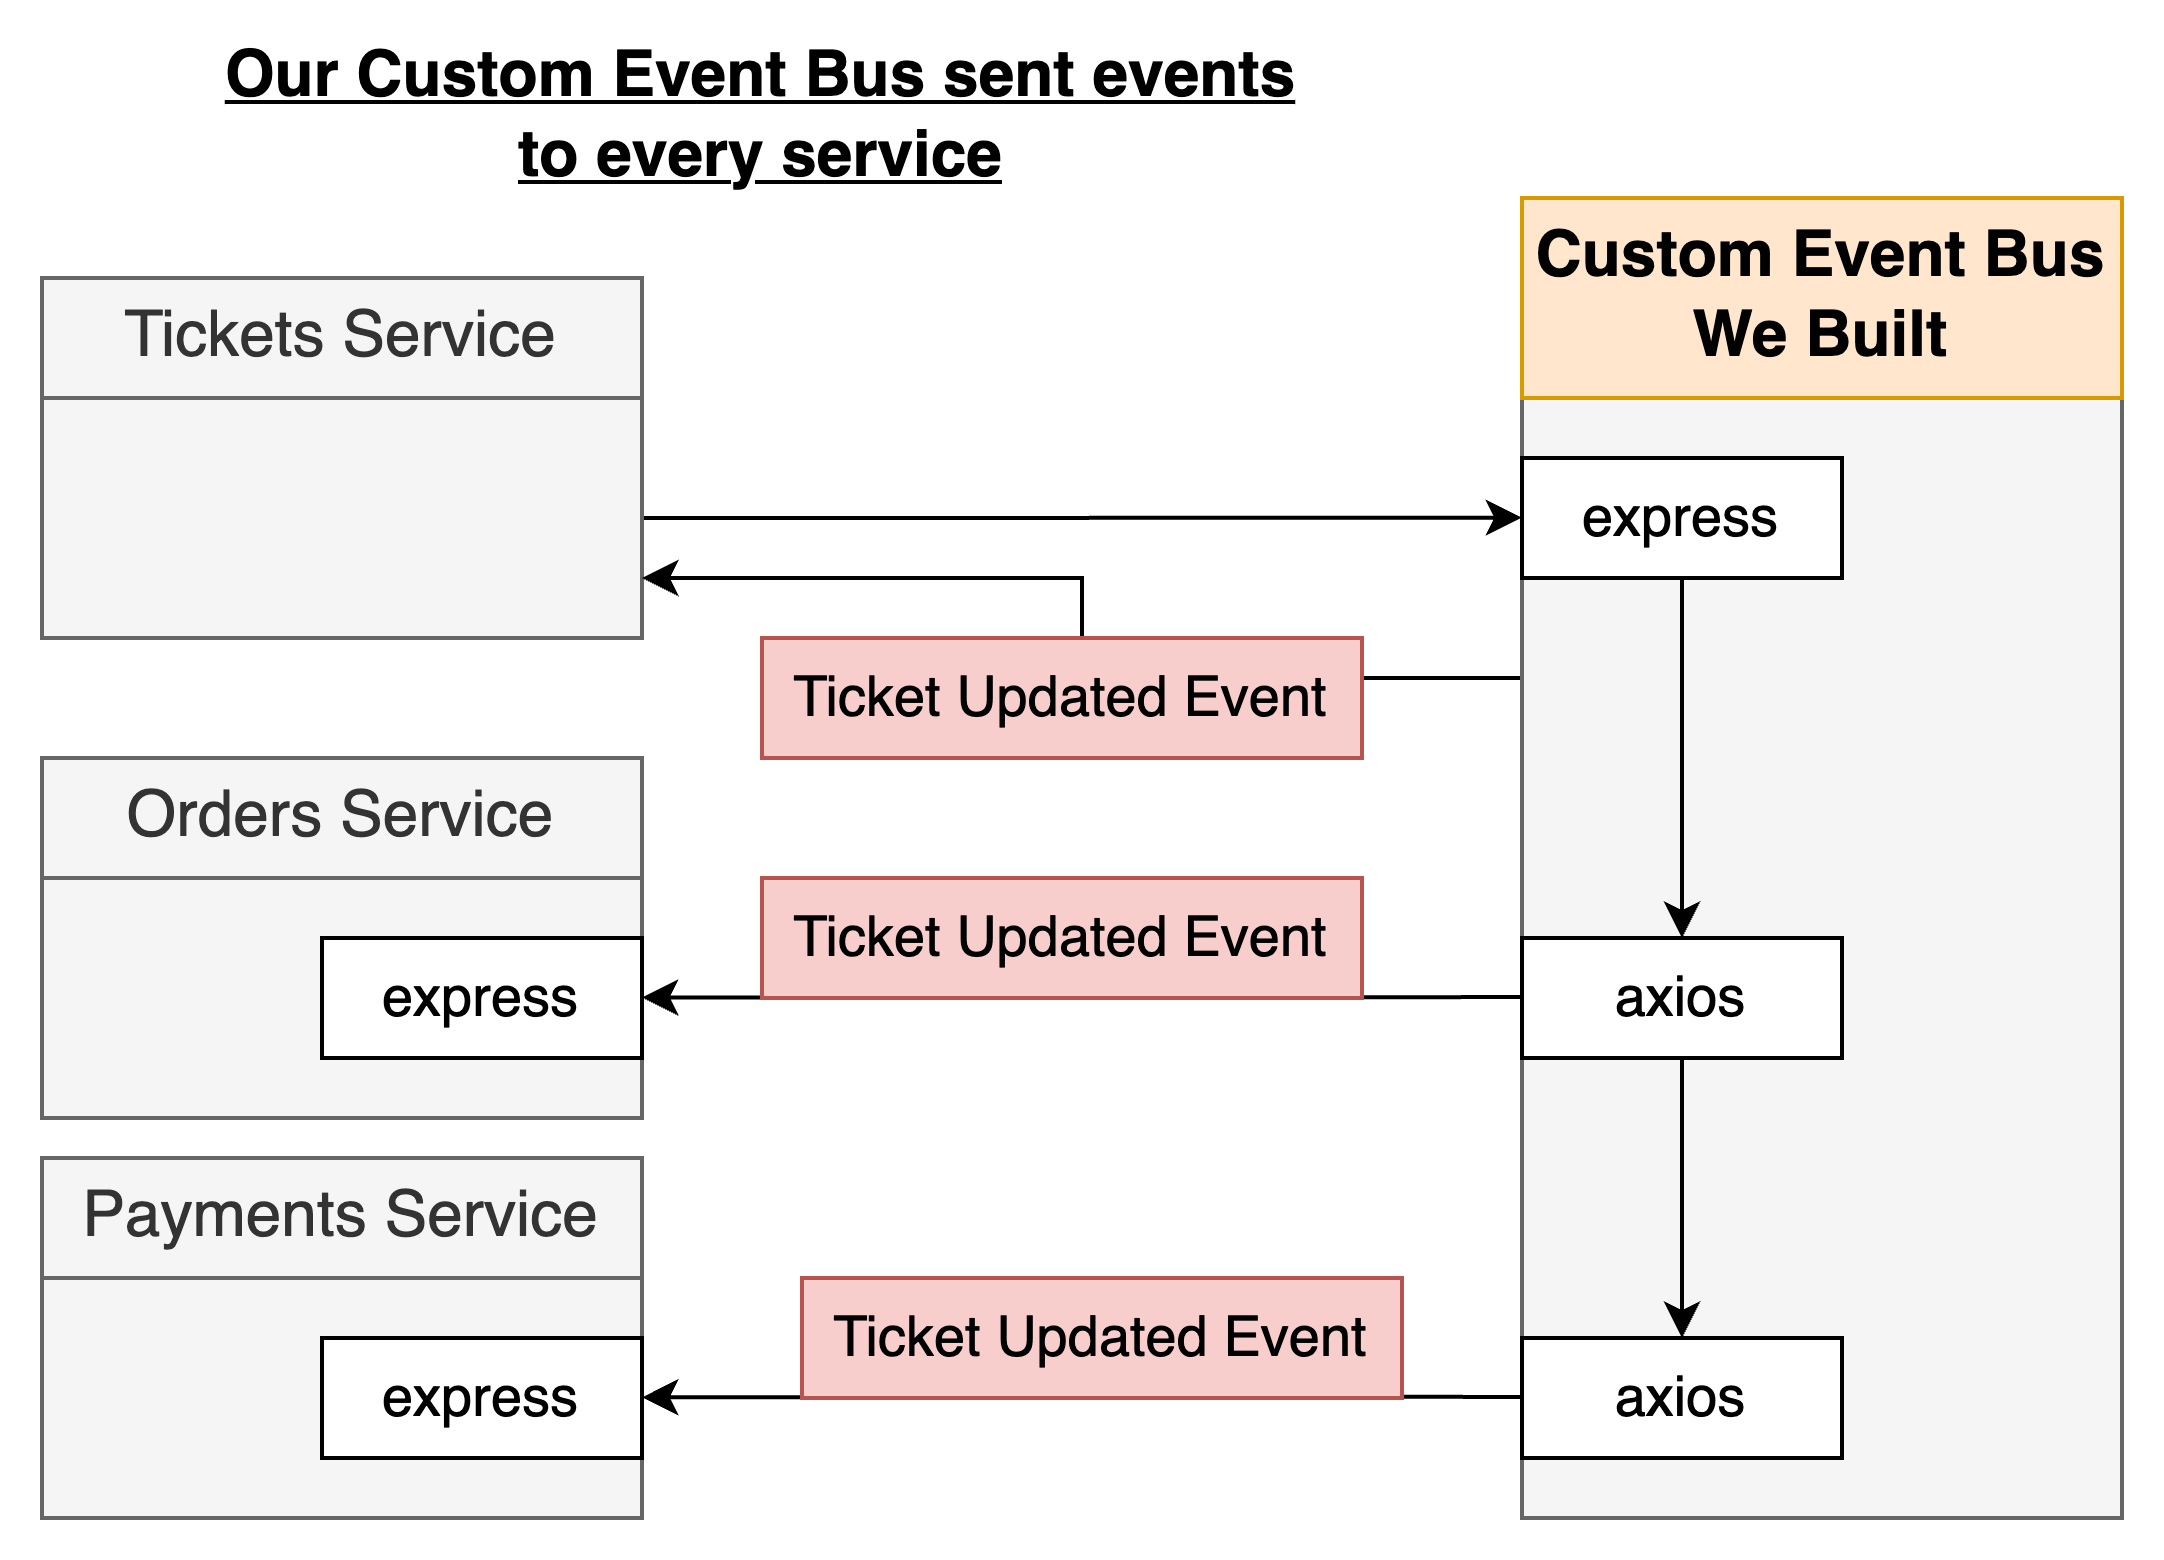 Our Custom Event Bus sent events
to every service
Custom Event Bus
We Built
Tickets Service
express
Ticket Updated Event
Orders Service
Ticket Updated Event
express
axios
Payments Service
Ticket Updated Event
express
axios